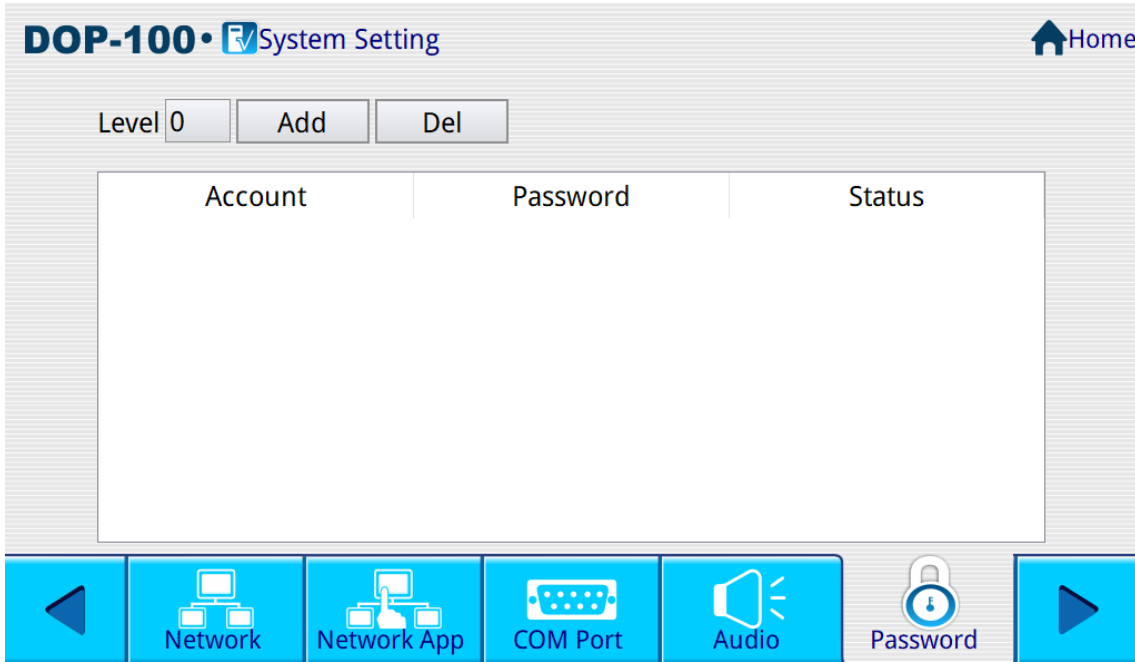 DOP-100 • System Setting
Home
Level 0 Add Del
Account Password Status
Network Network App COM Port Audio Password